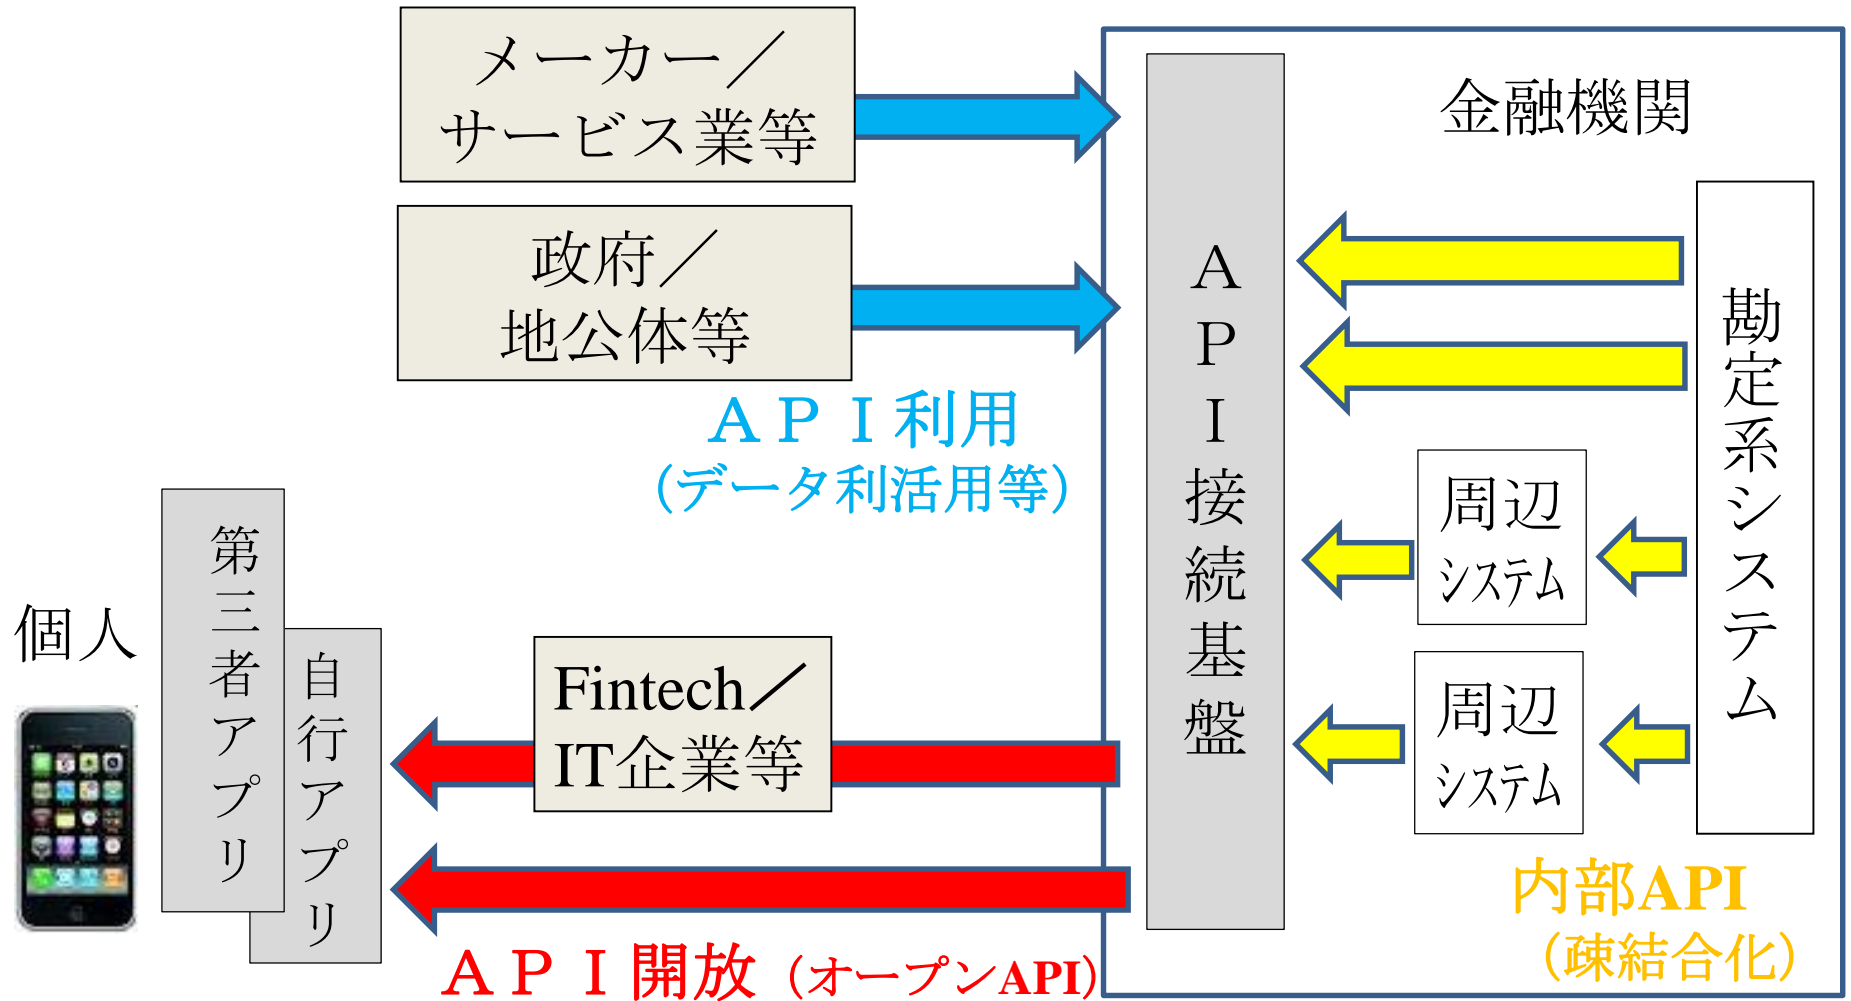 メーカー／
サービス業等
政府／
地公体等
ＡＰＩ利用
（データ利活用等）
金融機関
ＡＰＩ接続基盤
勘定系システム
周辺
システム
周辺
システム
内部API
（疎結合化）
個人
第三者アプリ
自行アプリ
Fintech／
IT企業等
ＡＰＩ開放（オープンAPI）